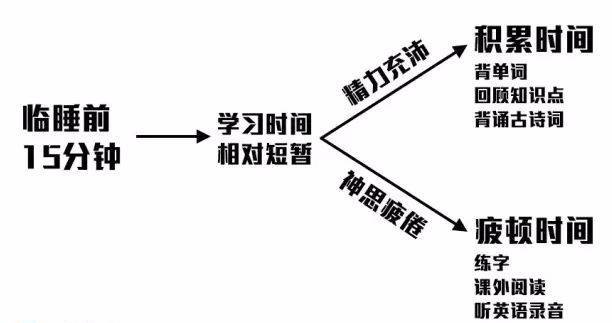 临睡前
15分钟
学习时间
相对短暂
精力充沛
积累时间
背单词
回顾知识点
背诵古诗词
神思疲倦
疲顿时间
练字
课外阅读
听英语录音